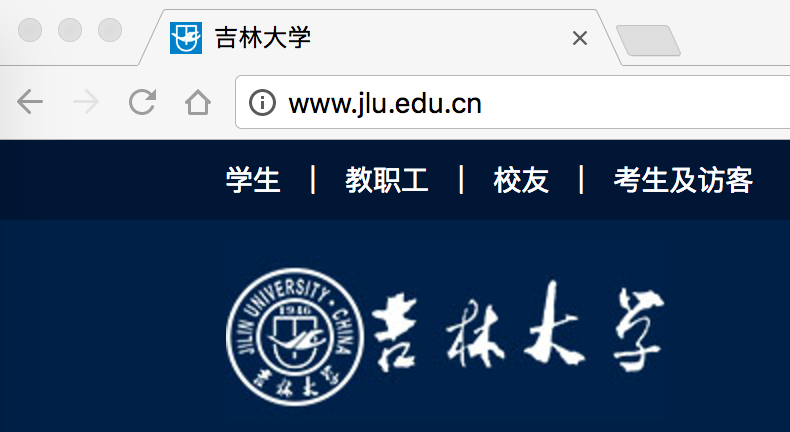 吉林大学
www.jlu.edu.cn
学生 | 教职工 | 校友 | 考生及访客
JILIN UNIVERSITY · CHINA
1946
吉林大学
吉林大学